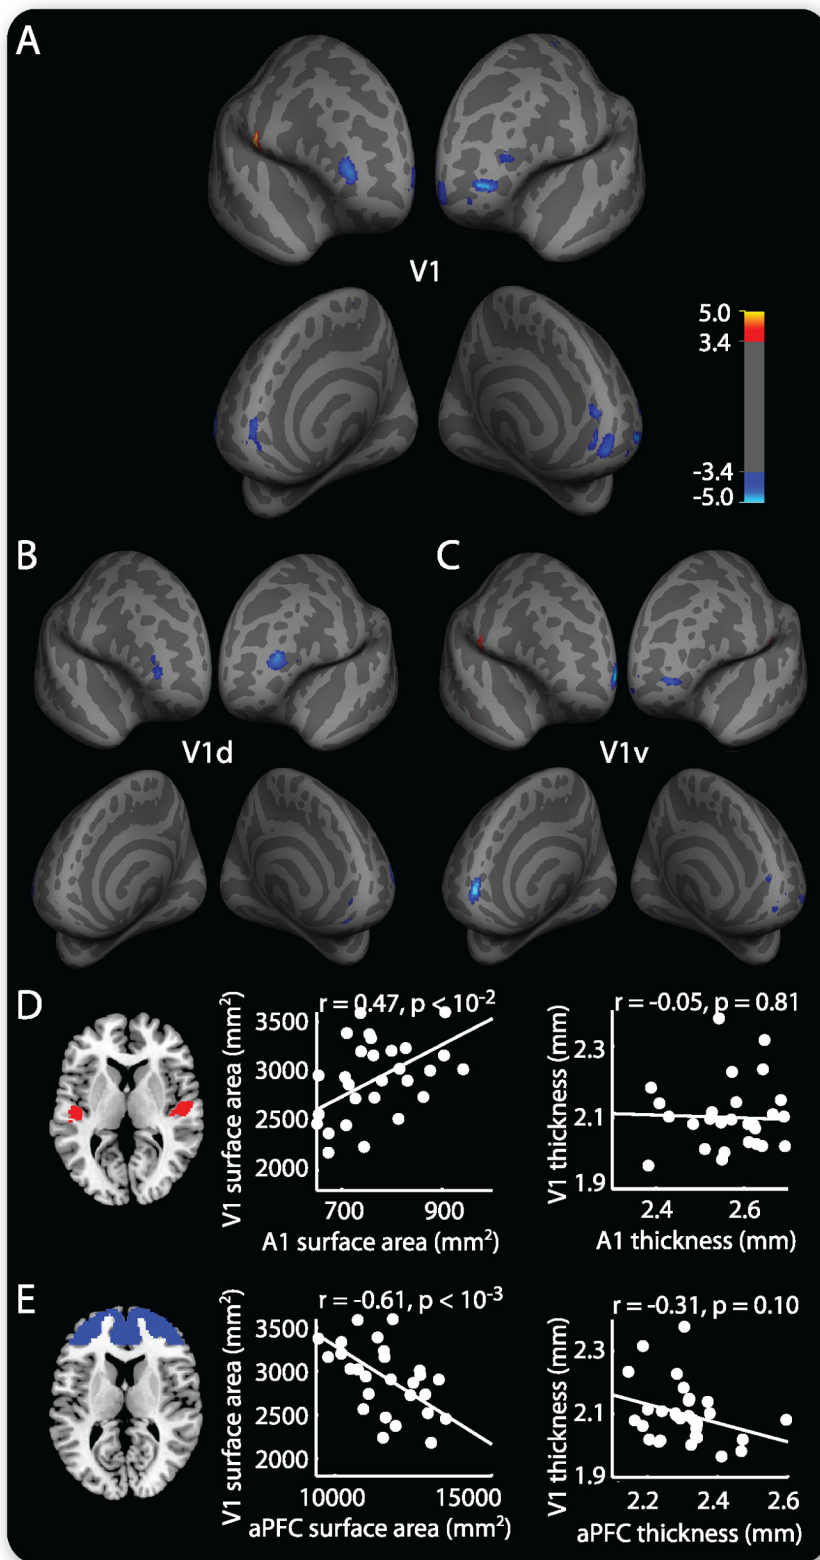 A
V1
5.0
3.4
-3.4
-5.0
B
C
V1d
V1v
D
r = 0.47, p < 10⁻²
V1 surface area (mm²)
3500
3000
2500
2000
700
900
A1 surface area (mm²)
r = -0.05, p = 0.81
V1 thickness (mm)
2.3
2.1
1.9
2.4
2.6
A1 thickness (mm)
E
r = -0.61, p < 10⁻³
V1 surface area (mm²)
3500
3000
2500
2000
10000
15000
aPFC surface area (mm²)
r = -0.31, p = 0.10
V1 thickness (mm)
2.3
2.1
1.9
2.2
2.4
2.6
aPFC thickness (mm)